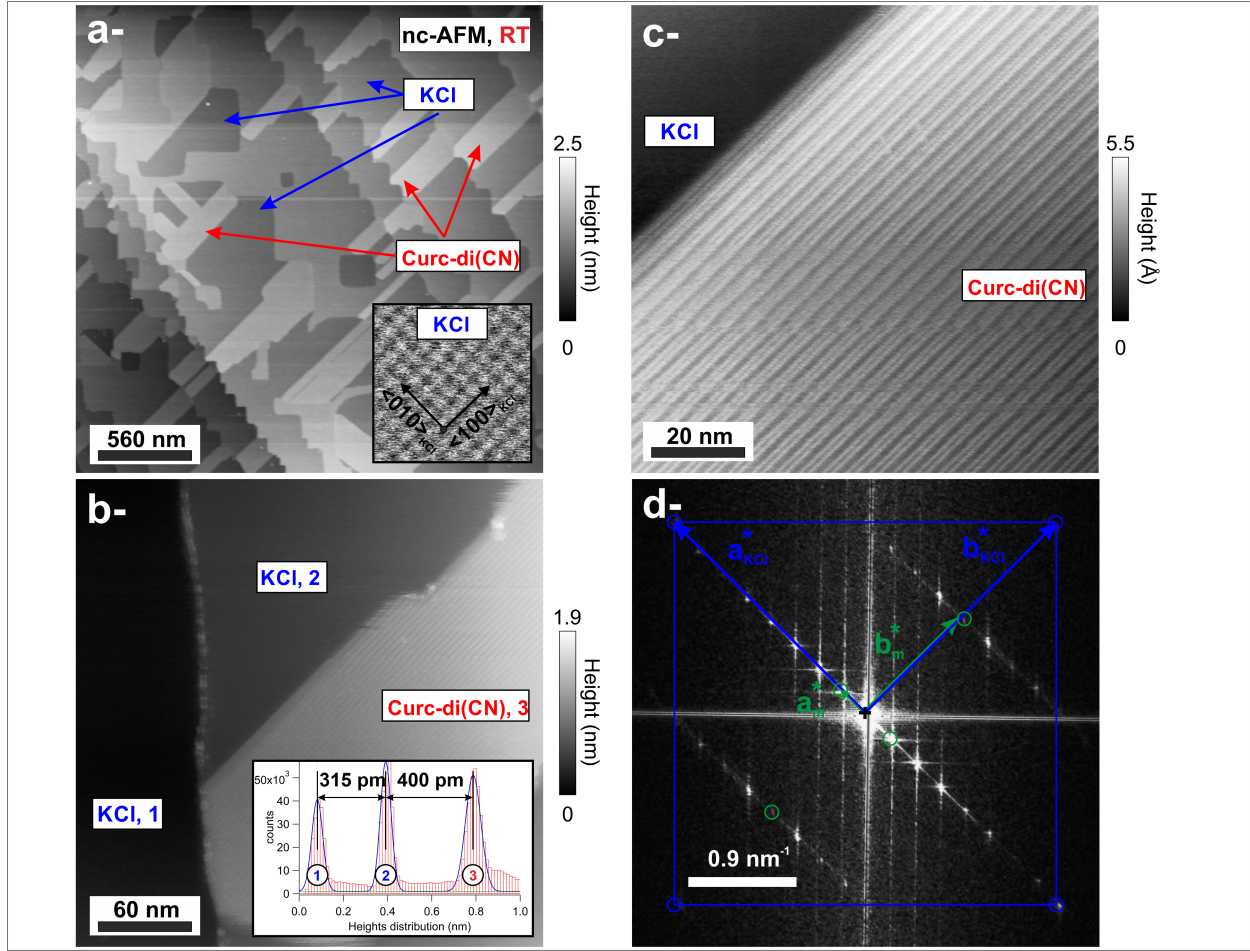 a-
nc-AFM, RT
KCl
Curc-di(CN)
KCl
<010>KCl
<100>KCl
560 nm
2.5
Height (nm)
0
c-
KCl
Curc-di(CN)
20 nm
5.5
Height (Å)
0
b-
KCl, 2
Curc-di(CN), 3
KCl, 1
60 nm
1.9
Height (nm)
0
315 pm
400 pm
50x10³
40
30
20
10
0
counts
1
2
3
0.0
0.2
0.4
0.6
0.8
1.0
Heights distribution (nm)
d-
a*KCl
b*KCl
b*m
a*m
0.9 nm⁻¹